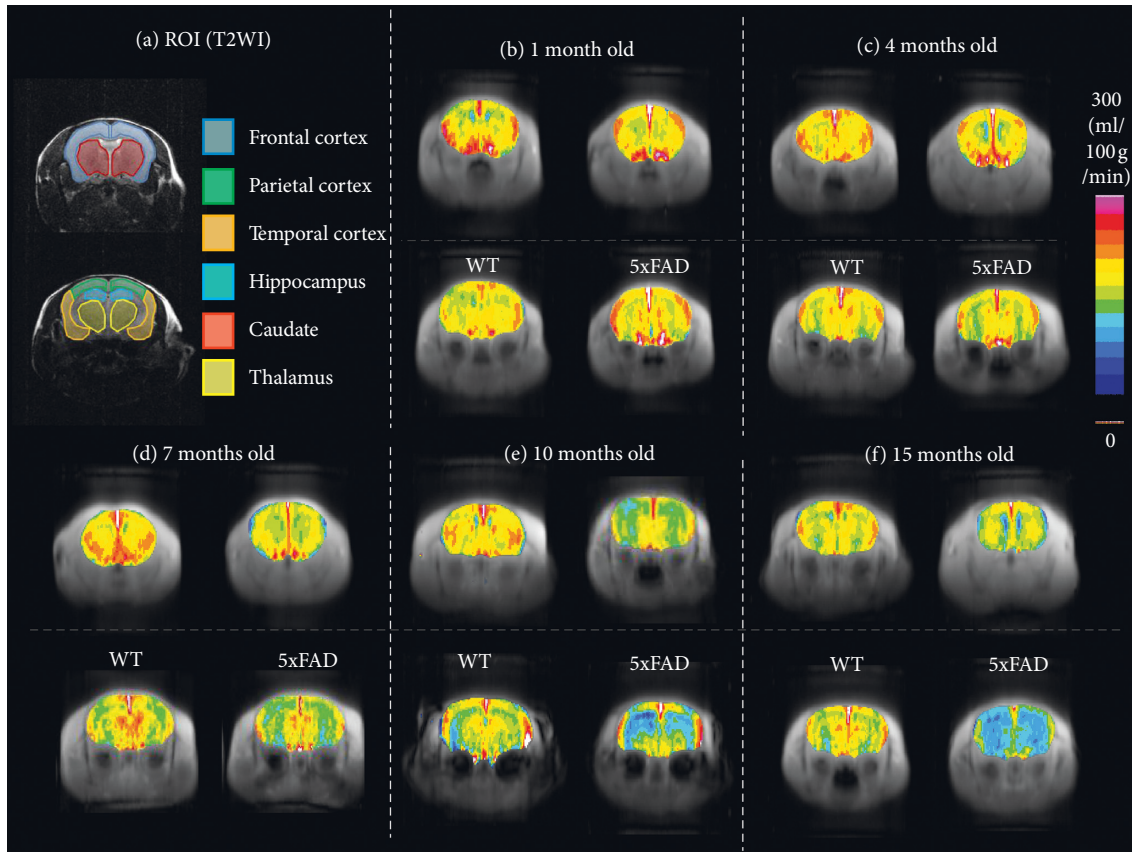 (a) ROI (T2WI)
Frontal cortex
Parietal cortex
Temporal cortex
Hippocampus
Caudate
Thalamus
(b) 1 month old
WT
5xFAD
(c) 4 months old
WT
5xFAD
300
(ml/
100 g
/min)
0
(d) 7 months old
WT
5xFAD
(e) 10 months old
WT
5xFAD
(f) 15 months old
WT
5xFAD